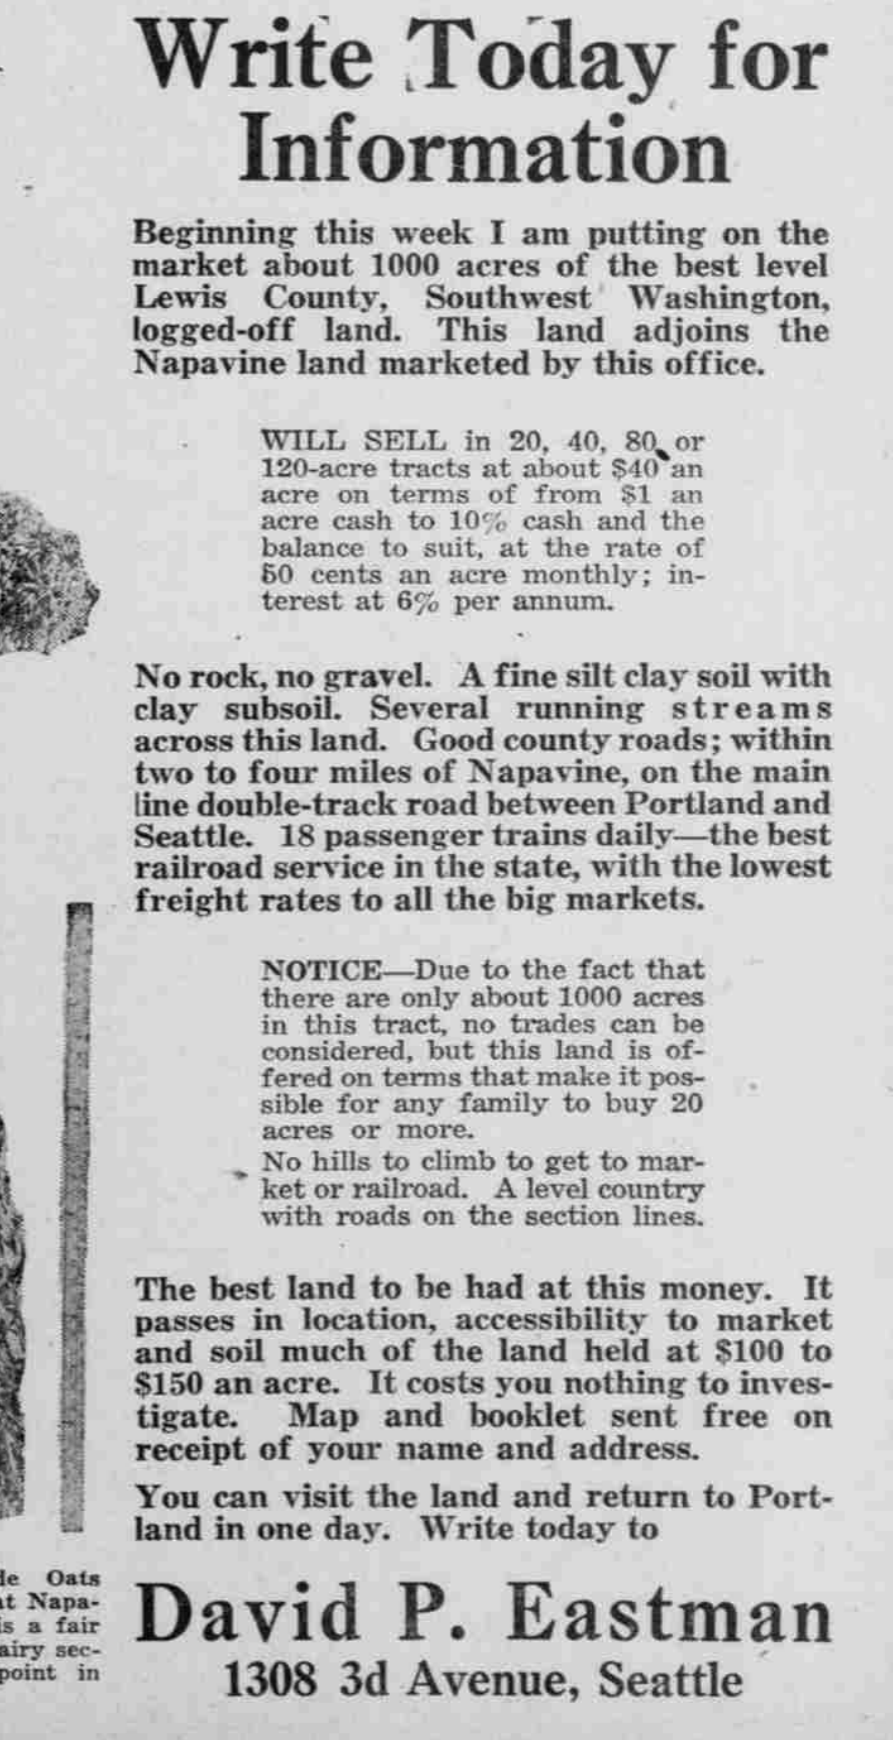 Write Today for
Information
Beginning this week I am putting on the
market about 1000 acres of the best level
Lewis County, Southwest Washington,
logged-off land. This land adjoins the
Napavine land marketed by this office.
WILL SELL in 20, 40, 80, or
120-acre tracts at about $40 an
acre on terms of from $1 an
acre cash to 10% cash and the
balance to suit, at the rate of
50 cents an acre monthly; in-
terest at 6% per annum.
No rock, no gravel. A fine silt clay soil with
clay subsoil. Several running streams
across this land. Good county roads; within
two to four miles of Napavine, on the main
line double-track road between Portland and
Seattle. 18 passenger trains daily—the best
railroad service in the state, with the lowest
freight rates to all the big markets.
NOTICE—Due to the fact that
there are only about 1000 acres
in this tract, no trades can be
considered, but this land is of-
fered on terms that make it pos-
sible for any family to buy 20
acres or more.
No hills to climb to get to mar-
ket or railroad. A level country
with roads on the section lines.
The best land to be had at this money. It
passes in location, accessibility to market
and soil much of the land held at $100 to
$150 an acre. It costs you nothing to inves-
tigate. Map and booklet sent free on
receipt of your name and address.
You can visit the land and return to Port-
land in one day. Write today to
Oats
Napa-
a fair
sec-
point in
David P. Eastman
1308 3d Avenue, Seattle